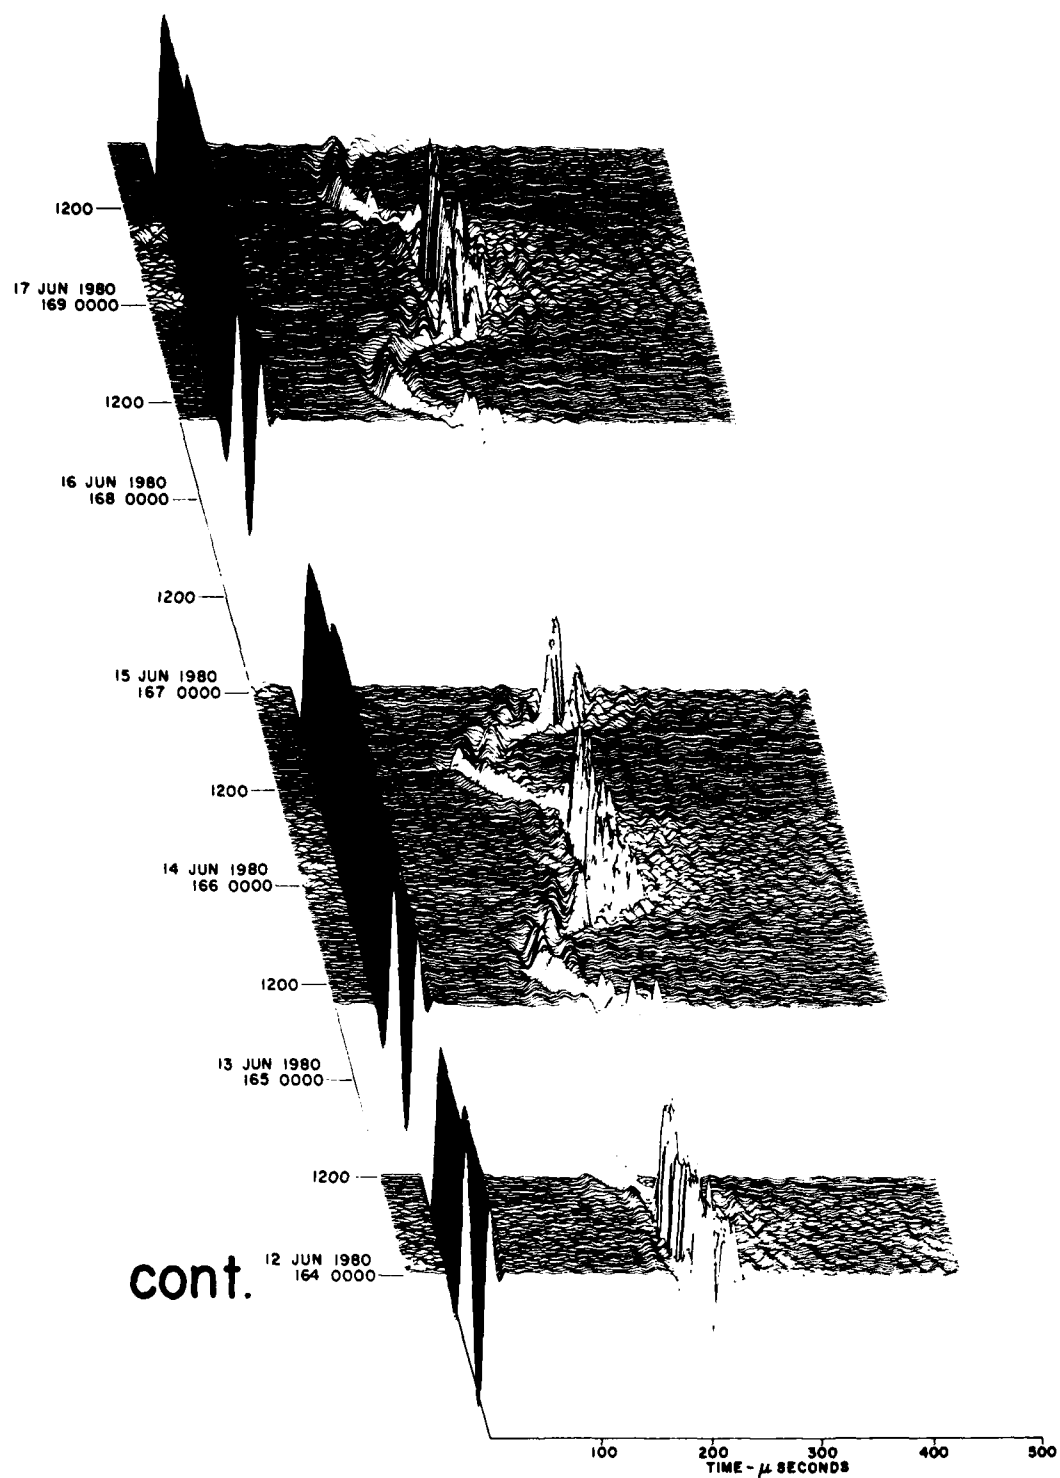 1200
17 JUN 1980
169 0000
1200
16 JUN 1980
168 0000
1200
15 JUN 1980
167 0000
1200
14 JUN 1980
166 0000
1200
13 JUN 1980
165 0000
1200
cont.
12 JUN 1980
164 0000
100 200 300 400 500
TIME - μ SECONDS